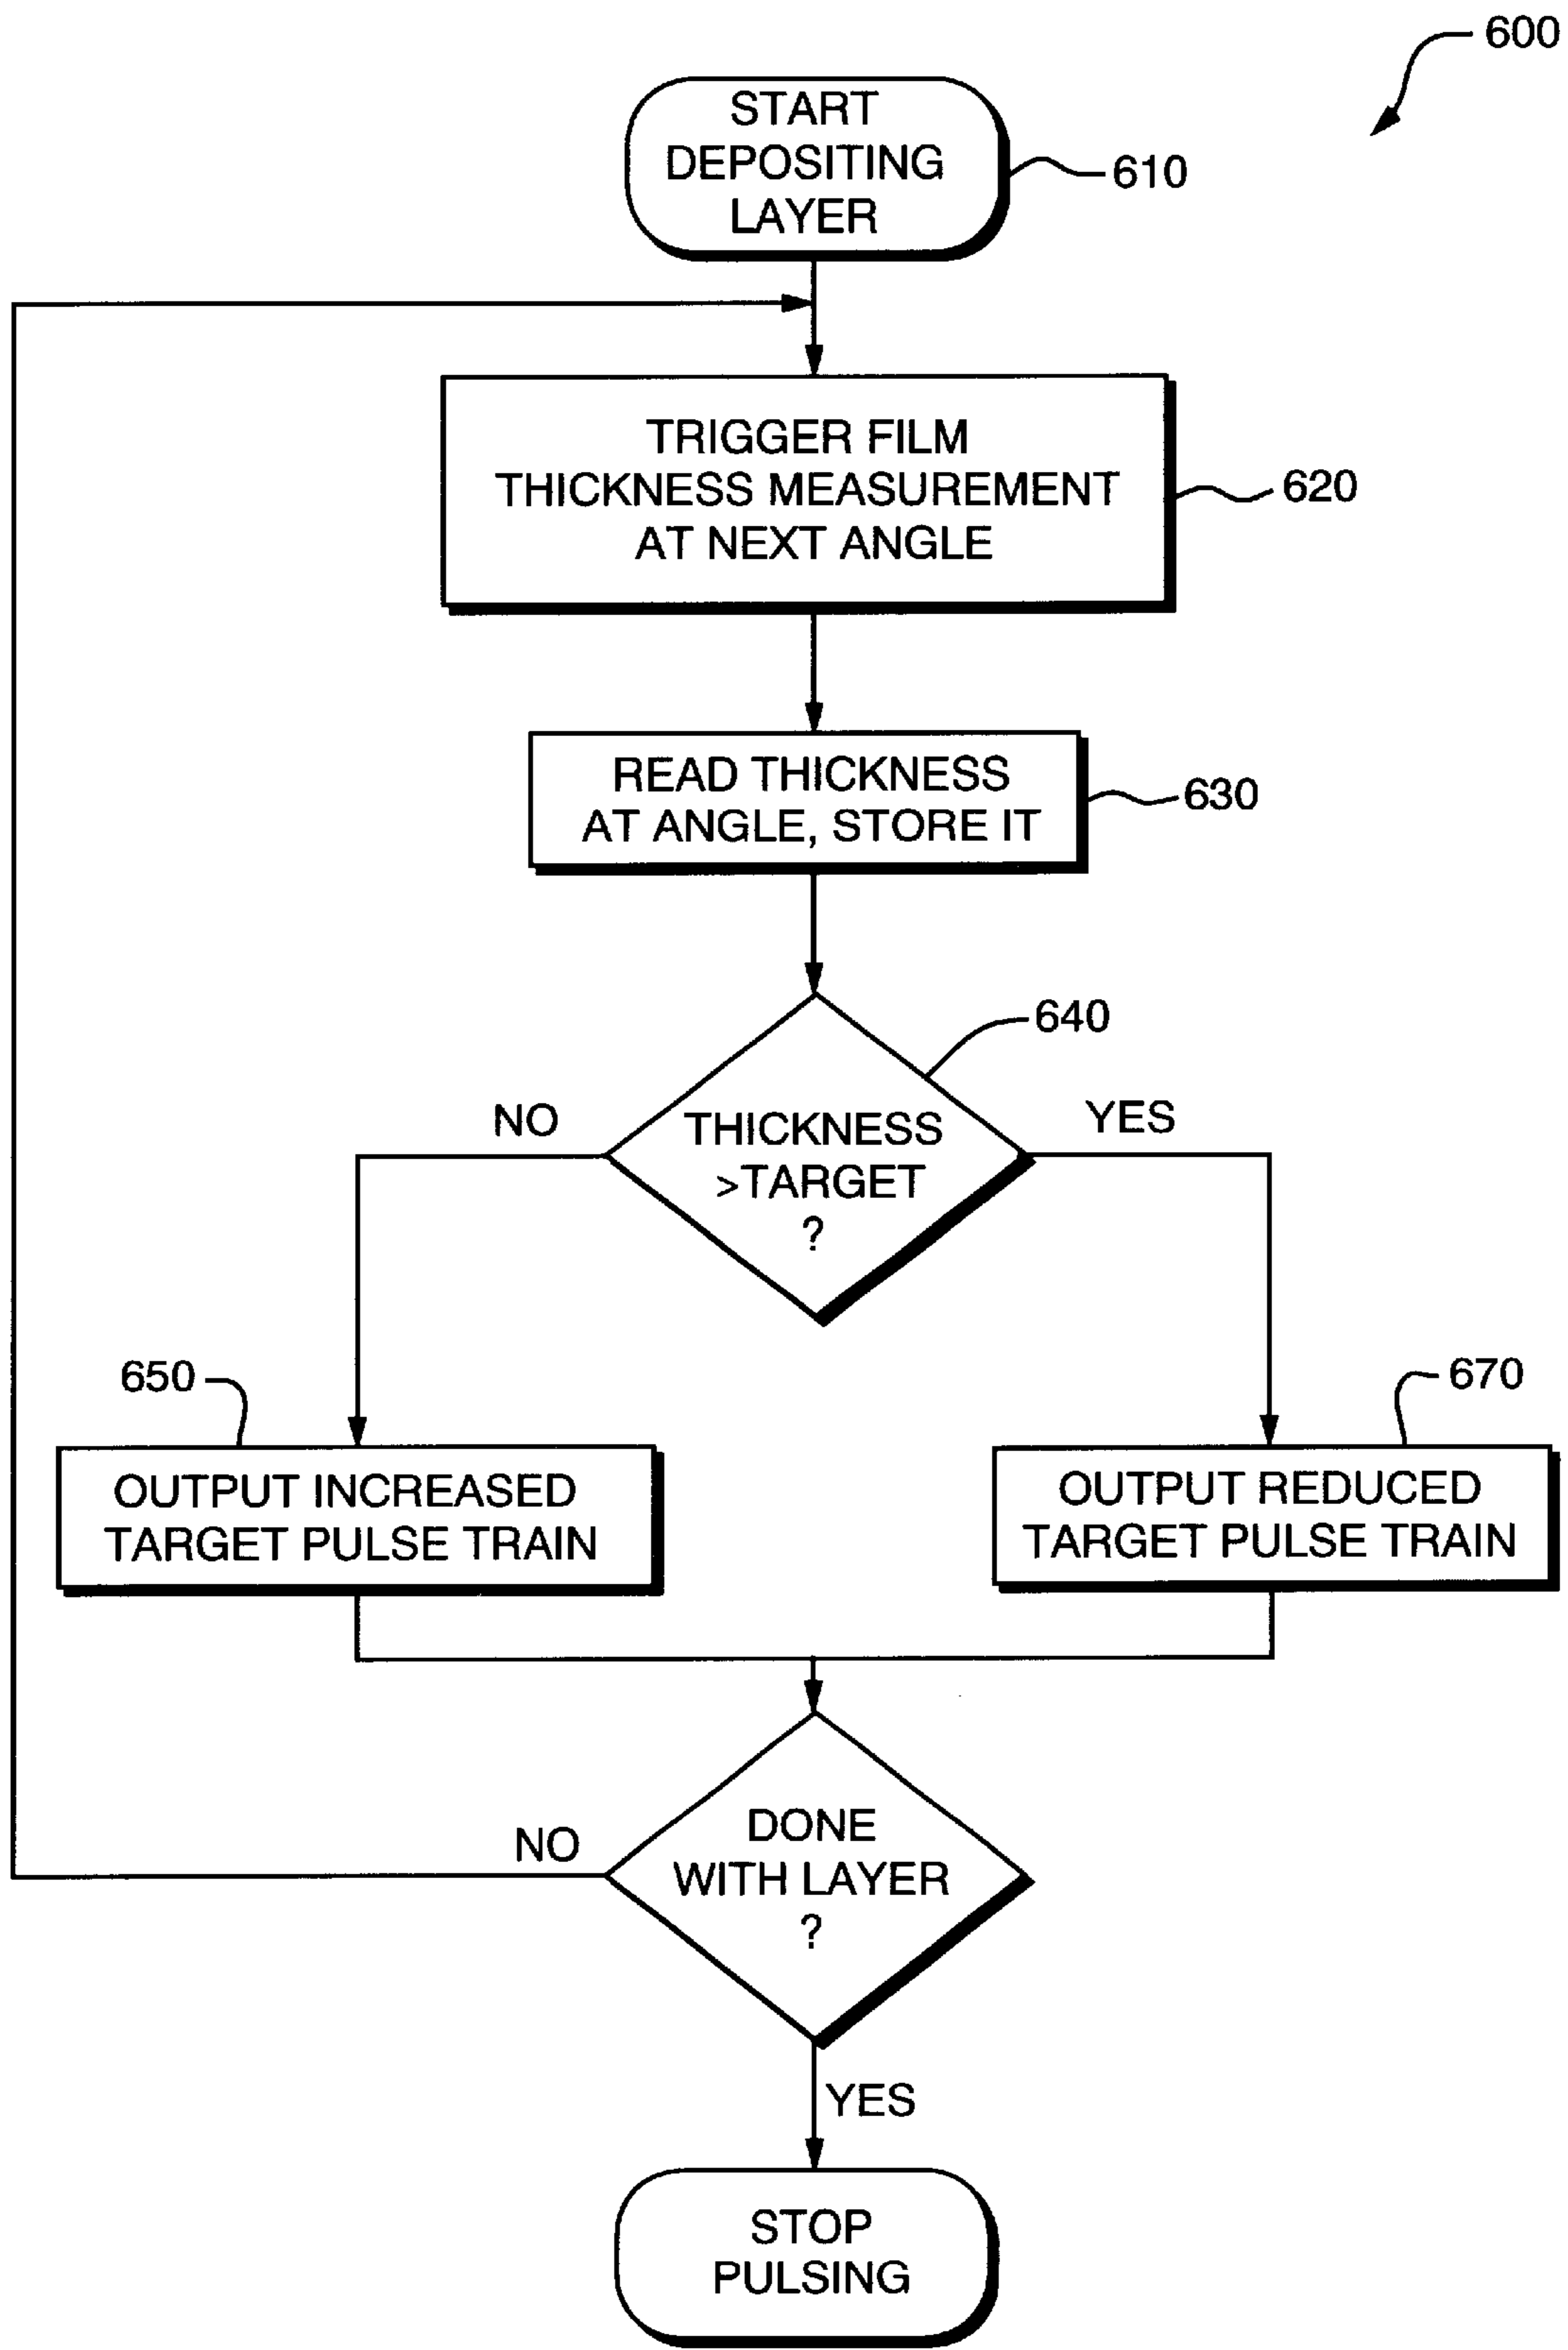 600
START
DEPOSITING
LAYER
610
TRIGGER FILM
THICKNESS MEASUREMENT
AT NEXT ANGLE
620
READ THICKNESS
AT ANGLE, STORE IT
630
640
NO
YES
THICKNESS
>TARGET
?
650
670
OUTPUT INCREASED
TARGET PULSE TRAIN
OUTPUT REDUCED
TARGET PULSE TRAIN
NO
DONE
WITH LAYER
?
YES
STOP
PULSING